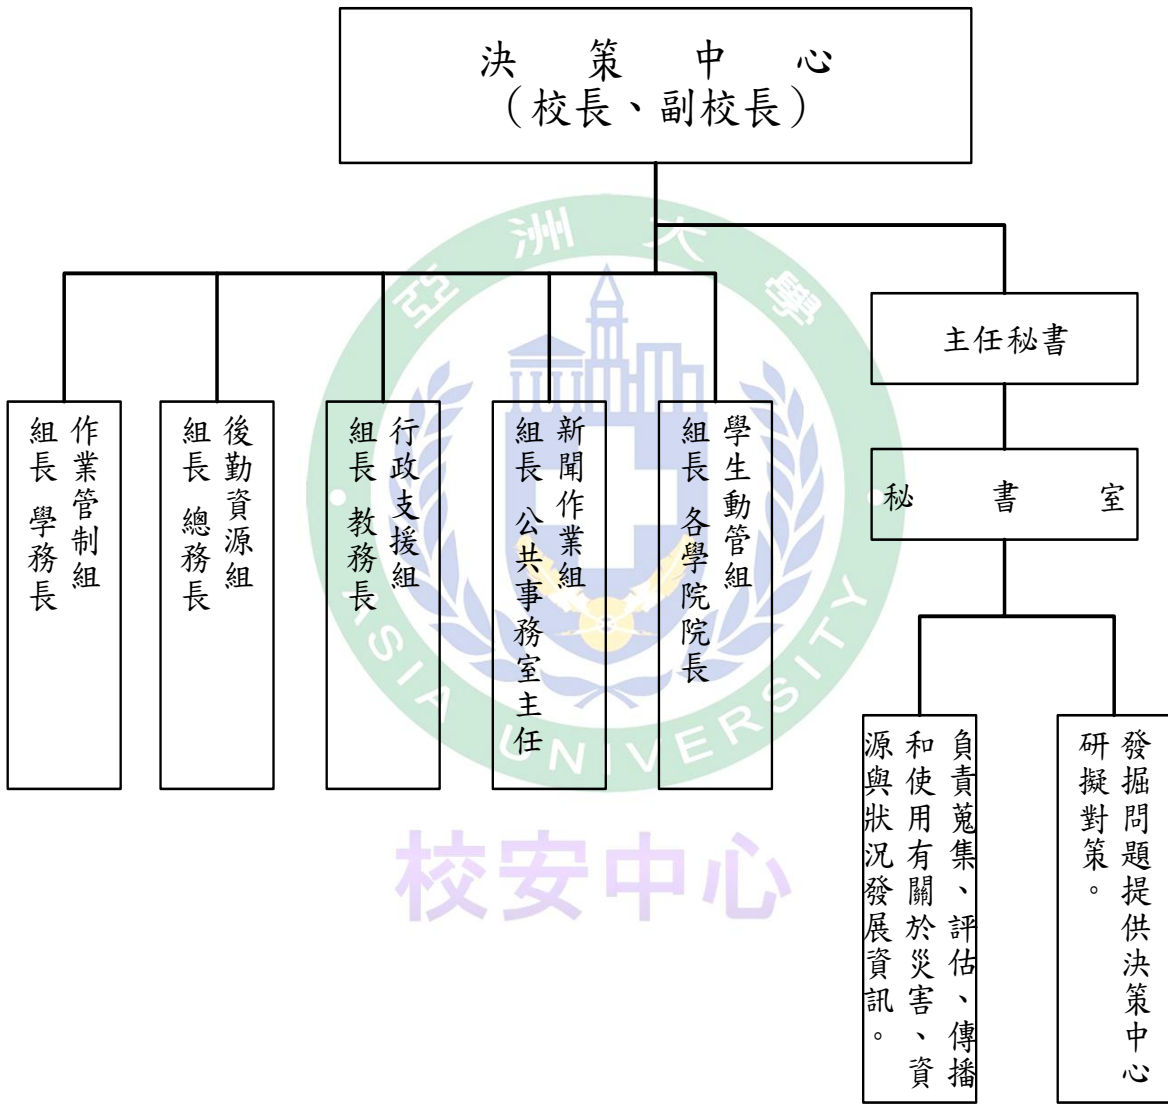 決策中心
（校長、副校長）
主任秘書
秘書室
作業管制組
組長 學務長
後勤資源組
組長 總務長
行政支援組
組長 教務長
新聞作業組
組長 公共事務室主任
學生動管組
組長 各學院院長
發掘問題提供決策中心
研擬對策。
負責蒐集、評估、傳播
和使用有關於災害、資
源與狀況發展資訊。
亞洲大學
ASIA UNIVERSITY
校安中心